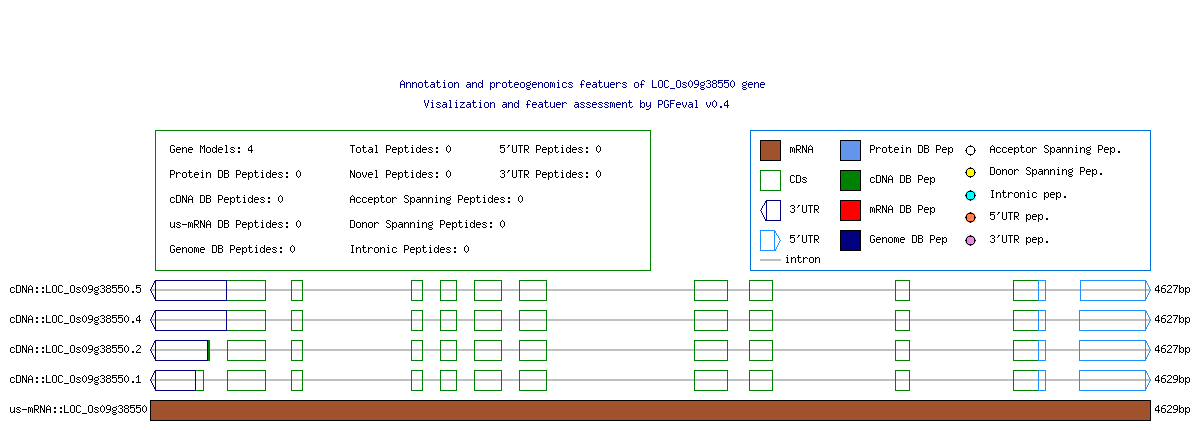 Annotation and proteogenomics featuers of LOC_Os09g38550 gene
Visalization and featuer assessment by PGFeval v0.4
Gene Models: 4 Total Peptides: 0 5'UTR Peptides: 0
Protein DB Peptides: 0 Novel Peptides: 0 3'UTR Peptides: 0
cDNA DB Peptides: 0 Acceptor Spanning Peptides: 0
us-mRNA DB Peptides: 0 Donor Spanning Peptides: 0
Genome DB Peptides: 0 Intronic Peptides: 0
mRNA Protein DB Pep Acceptor Spanning Pep.
CDs cDNA DB Pep Donor Spanning Pep.
3'UTR mRNA DB Pep Intronic pep.
5'UTR Genome DB Pep 5'UTR pep.
intron 3'UTR pep.
cDNA::LOC_Os09g38550.5 4627bp
cDNA::LOC_Os09g38550.4 4627bp
cDNA::LOC_Os09g38550.2 4627bp
cDNA::LOC_Os09g38550.1 4629bp
us-mRNA::LOC_Os09g38550 4629bp